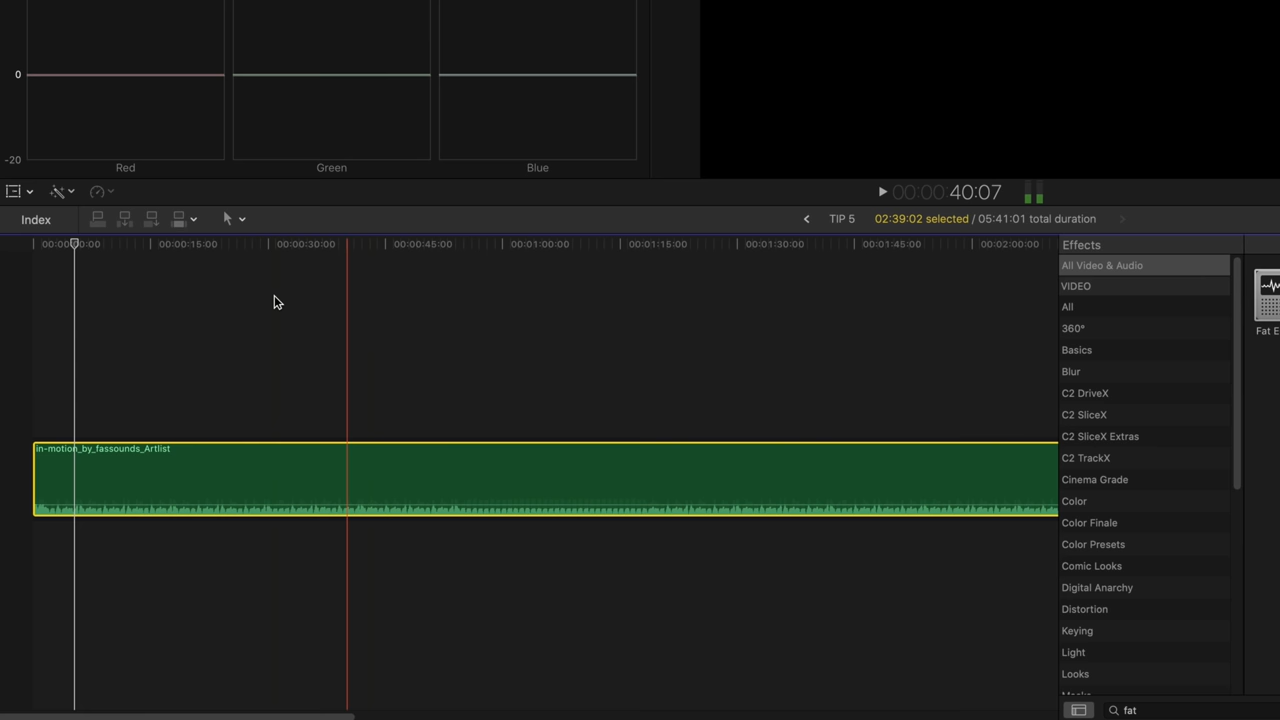 0
-20
Red Green Blue
00:00:00:40:07
Index
TIP 5 02:39:02 selected / 05:41:01 total duration
00:00:15:00 00:00:30:00 00:00:45:00 00:01:00:00 00:01:15:00 00:01:30:00 00:01:45:00 00:02:00:00
Effects
All Video & Audio
VIDEO
All
360°
Basics
Blur
C2 DriveX
C2 SliceX
C2 SliceX Extras
C2 TrackX
Cinema Grade
Color
Color Finale
Color Presets
Comic Looks
Digital Anarchy
Distortion
Keying
Light
Looks
Fat E
in-motion_by_fassounds_Artlist
fat